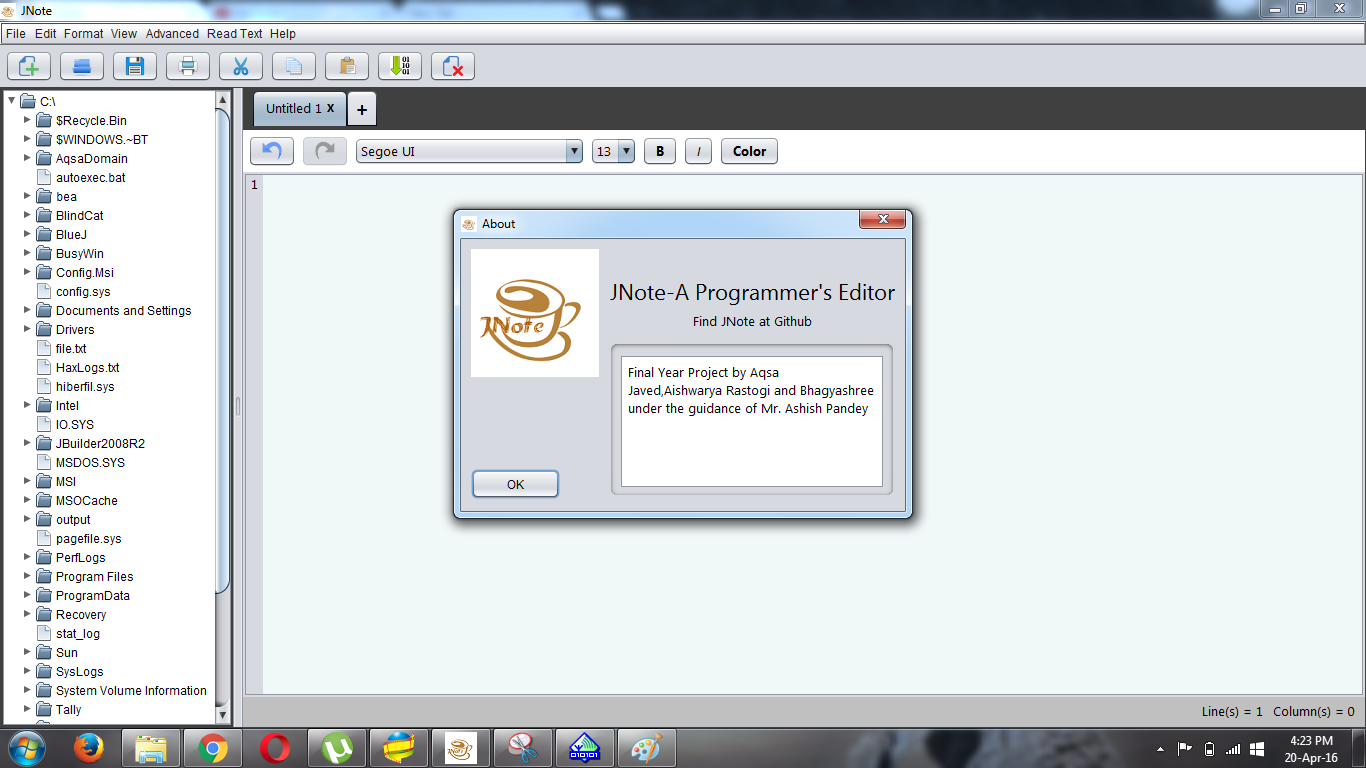 JNote
File Edit Format View Advanced Read Text Help
C:\
$Recycle.Bin
$WINDOWS.~BT
AqsaDomain
autoexec.bat
bea
BlindCat
BlueJ
BusyWin
Config.Msi
config.sys
Documents and Settings
Drivers
file.txt
HaxLogs.txt
hiberfil.sys
Intel
IO.SYS
JBuilder2008R2
MSDOS.SYS
MSI
MSOCache
output
pagefile.sys
PerfLogs
Program Files
ProgramData
Recovery
stat_log
Sun
SysLogs
System Volume Information
Tally
Untitled 1 X +
Segoe UI 13 B I Color
1
About
JNote
JNote-A Programmer's Editor
Find JNote at Github
Final Year Project by Aqsa
Javed,Aishwarya Rastogi and Bhagyashree
under the guidance of Mr. Ashish Pandey
OK
Line(s) = 1 Column(s) = 0
4:23 PM
20-Apr-16